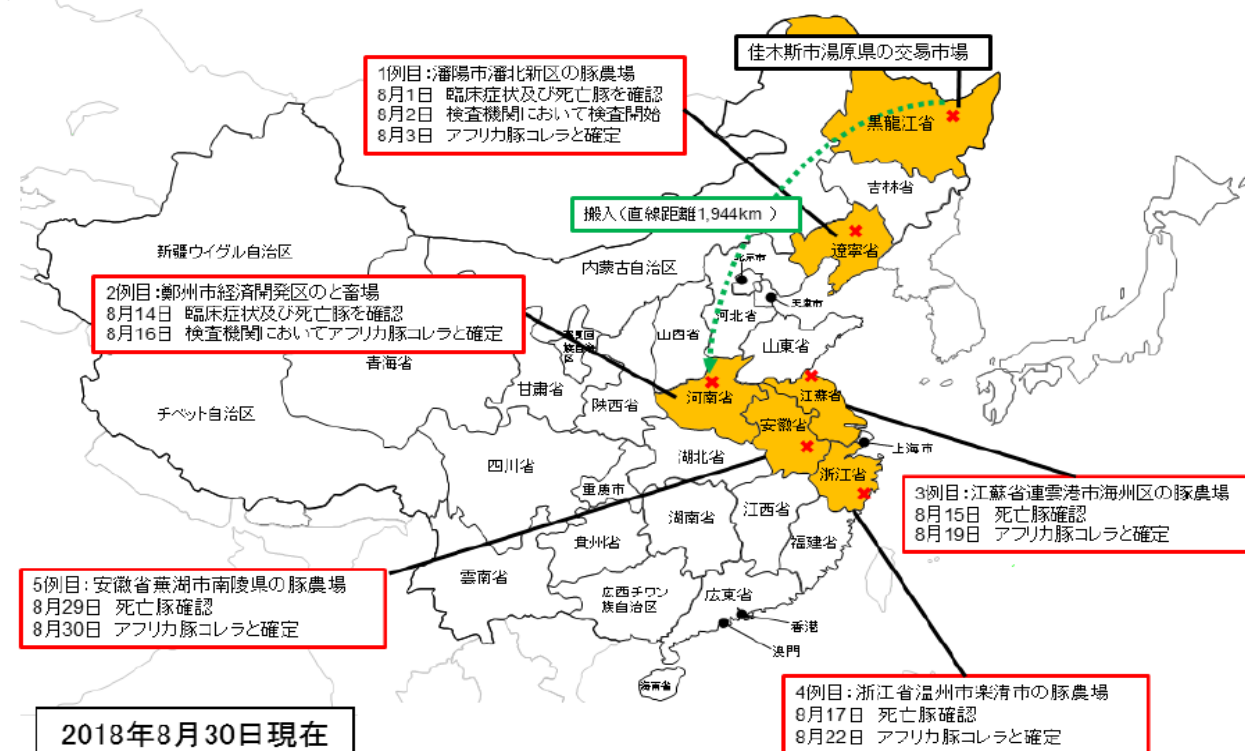 佳木斯市湯原県の交易市場
1例目:瀋陽市瀋北新区の豚農場
8月1日 臨床症状及び死亡豚を確認
8月2日 検査機関において検査開始
8月3日 アフリカ豚コレラと確定
黒龍江省
吉林省
搬入(直線距離1,944km )
遼寧省
新疆ウイグル自治区
内蒙古自治区
北京市
天津市
河北省
2例目:鄭州市経済開発区のと畜場
8月14日 臨床症状及び死亡豚を確認
8月16日 検査機関においてアフリカ豚コレラと確定
山西省
山東省
青海省
甘粛省
陝西省
河南省
江蘇省
チベット自治区
安徽省
上海市
四川省
湖北省
浙江省
重慶市
3例目:江蘇省連雲港市海州区の豚農場
8月15日 死亡豚確認
8月19日 アフリカ豚コレラと確定
湖南省
江西省
貴州省
福建省
5例目:安徽省蕪湖市南陵県の豚農場
8月29日 死亡豚確認
8月30日 アフリカ豚コレラと確定
雲南省
広西チワン
族自治区
広東省
香港
澳門
海南省
4例目:浙江省温州市楽清市の豚農場
8月17日 死亡豚確認
8月22日 アフリカ豚コレラと確定
2018年8月30日現在